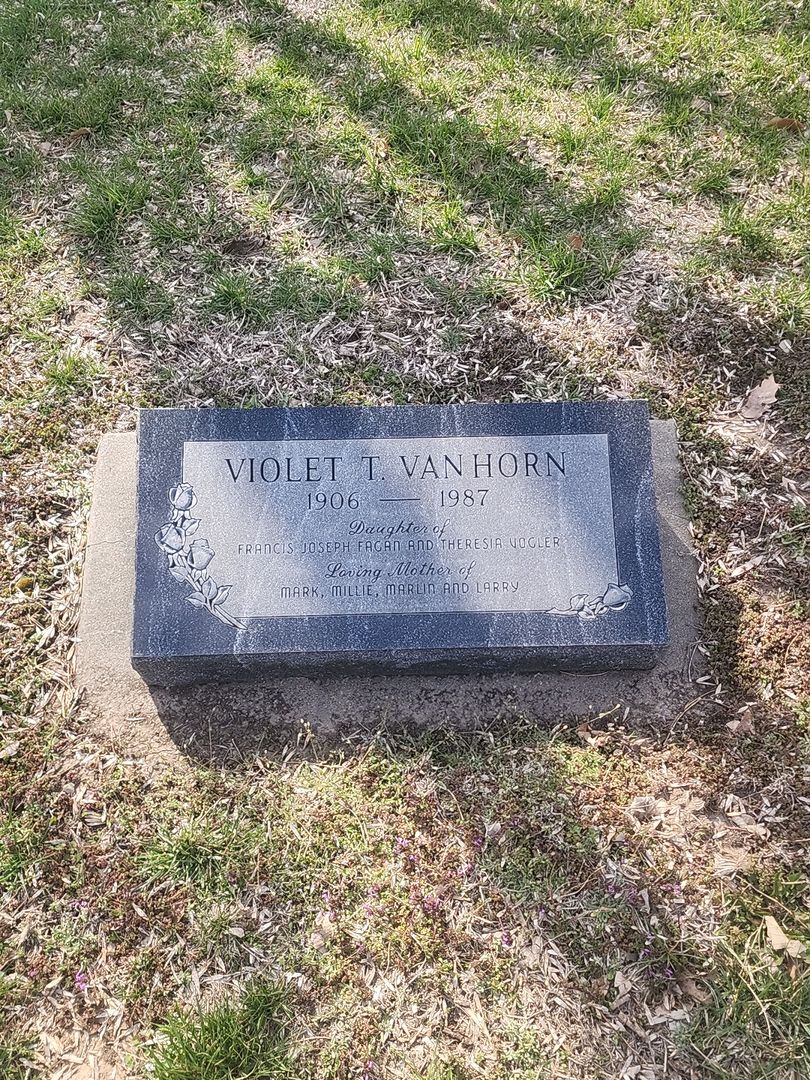 VIOLET T. VANHORN
1906 — 1987
Daughter of
FRANCIS JOSEPH FAGAN AND THERESIA VOGLER
Loving Mother of
MARK, MILLIE, MARLIN AND LARRY